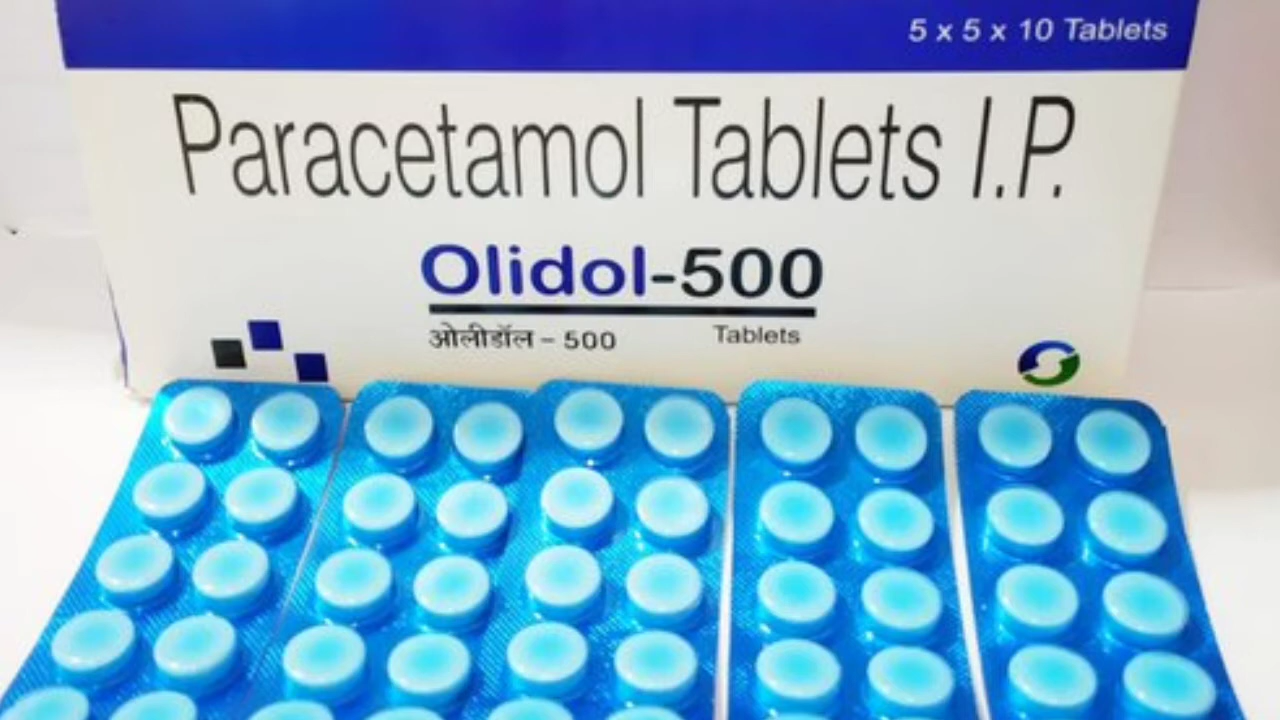 5 x 5 x 10 Tablets
Paracetamol Tablets I.P.
Olidol-500
ओलीडॉल – 500 Tablets